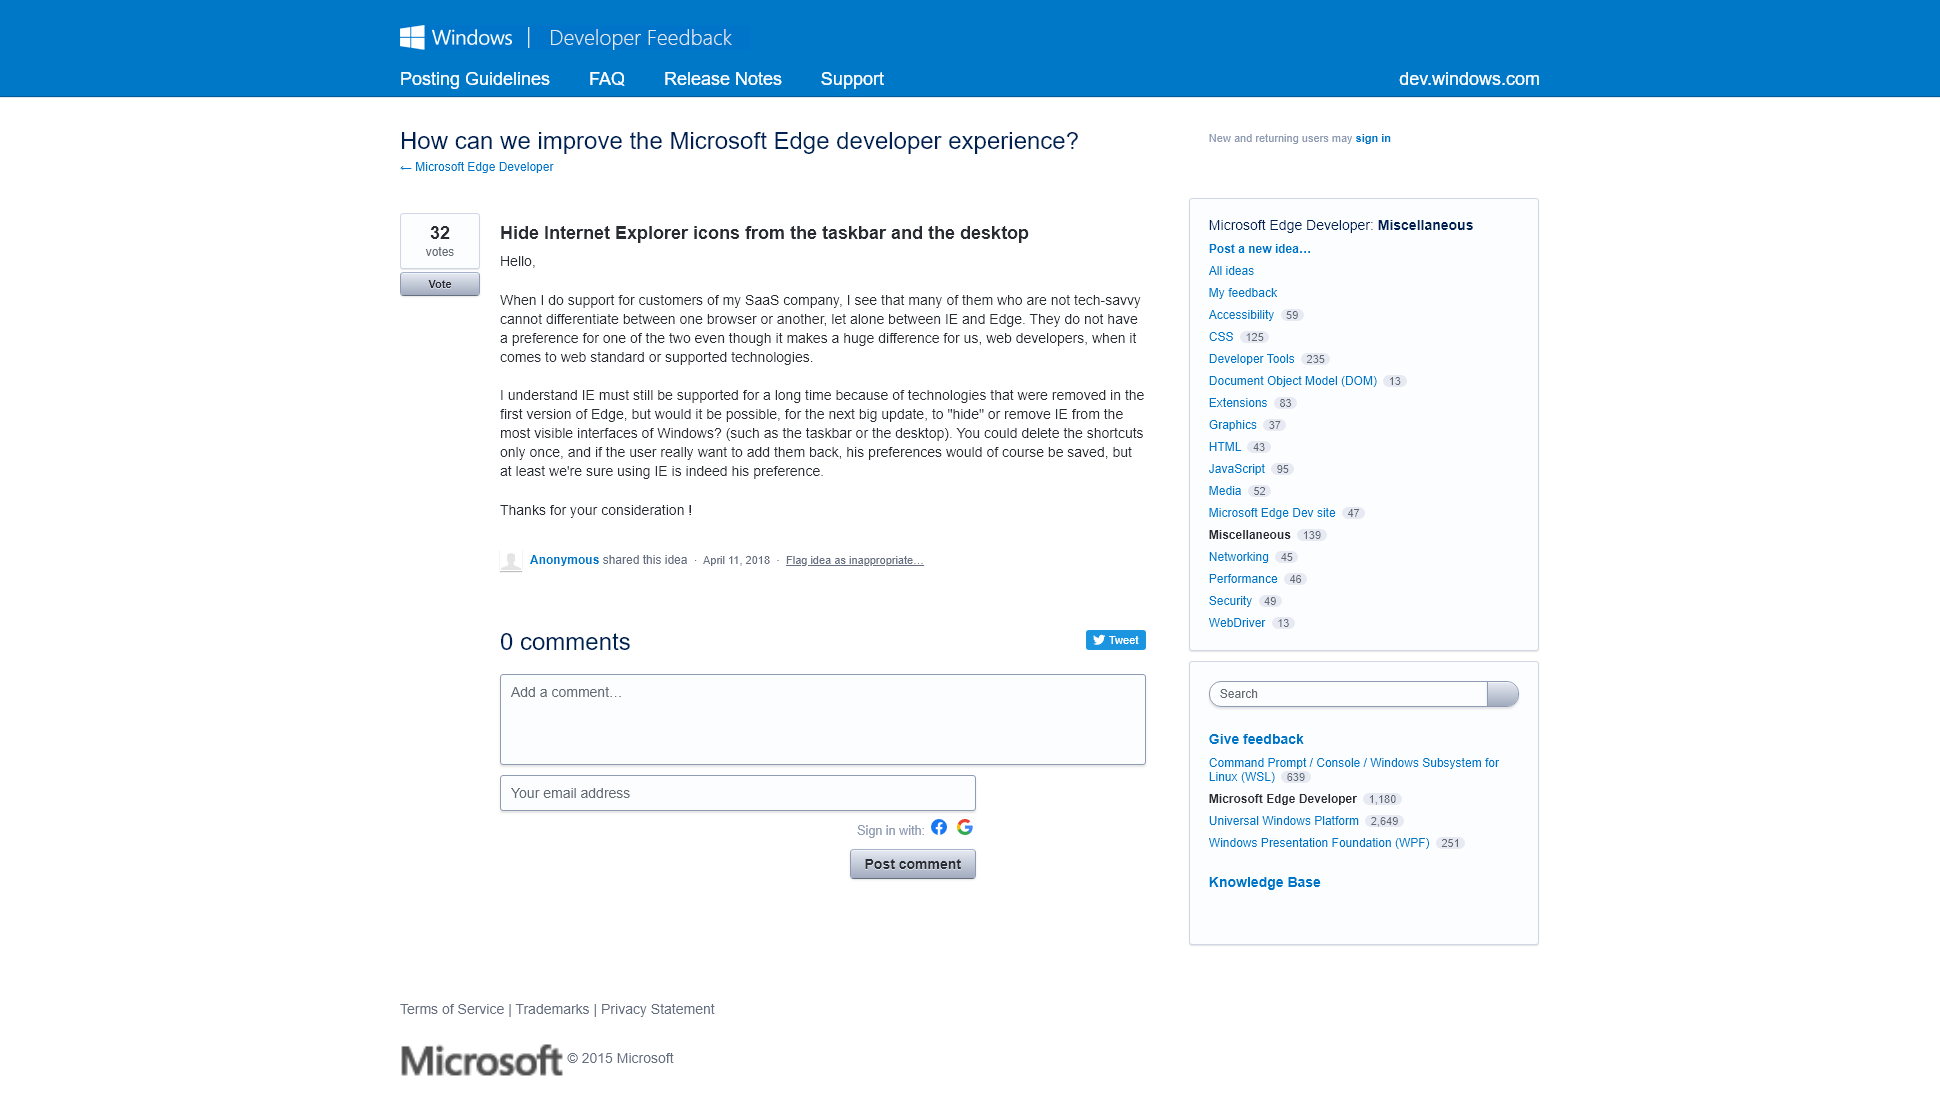 Windows | Developer Feedback
Posting Guidelines FAQ Release Notes Support dev.windows.com
How can we improve the Microsoft Edge developer experience?
← Microsoft Edge Developer
New and returning users may sign in
32
votes
Vote
Hide Internet Explorer icons from the taskbar and the desktop
Hello,
When I do support for customers of my SaaS company, I see that many of them who are not tech-savvy
cannot differentiate between one browser or another, let alone between IE and Edge. They do not have
a preference for one of the two even though it makes a huge difference for us, web developers, when it
comes to web standard or supported technologies.
I understand IE must still be supported for a long time because of technologies that were removed in the
first version of Edge, but would it be possible, for the next big update, to "hide" or remove IE from the
most visible interfaces of Windows? (such as the taskbar or the desktop). You could delete the shortcuts
only once, and if the user really want to add them back, his preferences would of course be saved, but
at least we're sure using IE is indeed his preference.
Thanks for your consideration !
Anonymous shared this idea · April 11, 2018 · Flag idea as inappropriate…
0 comments
Tweet
Add a comment…
Your email address
Sign in with:
Post comment
Microsoft Edge Developer: Miscellaneous
Post a new idea…
All ideas
My feedback
Accessibility 59
CSS 125
Developer Tools 235
Document Object Model (DOM) 13
Extensions 83
Graphics 37
HTML 43
JavaScript 95
Media 52
Microsoft Edge Dev site 47
Miscellaneous 139
Networking 45
Performance 46
Security 49
WebDriver 13
Search
Give feedback
Command Prompt / Console / Windows Subsystem for
Linux (WSL) 639
Microsoft Edge Developer 1,180
Universal Windows Platform 2,649
Windows Presentation Foundation (WPF) 251
Knowledge Base
Terms of Service | Trademarks | Privacy Statement
Microsoft © 2015 Microsoft